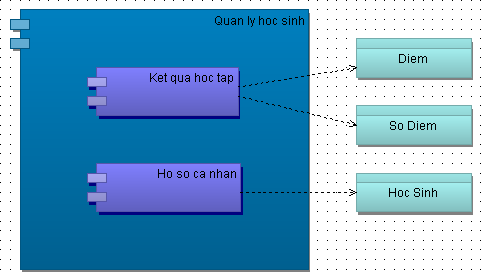 Quan ly hoc sinh
Ket qua hoc tap
Diem
So Diem
Ho so ca nhan
Hoc Sinh